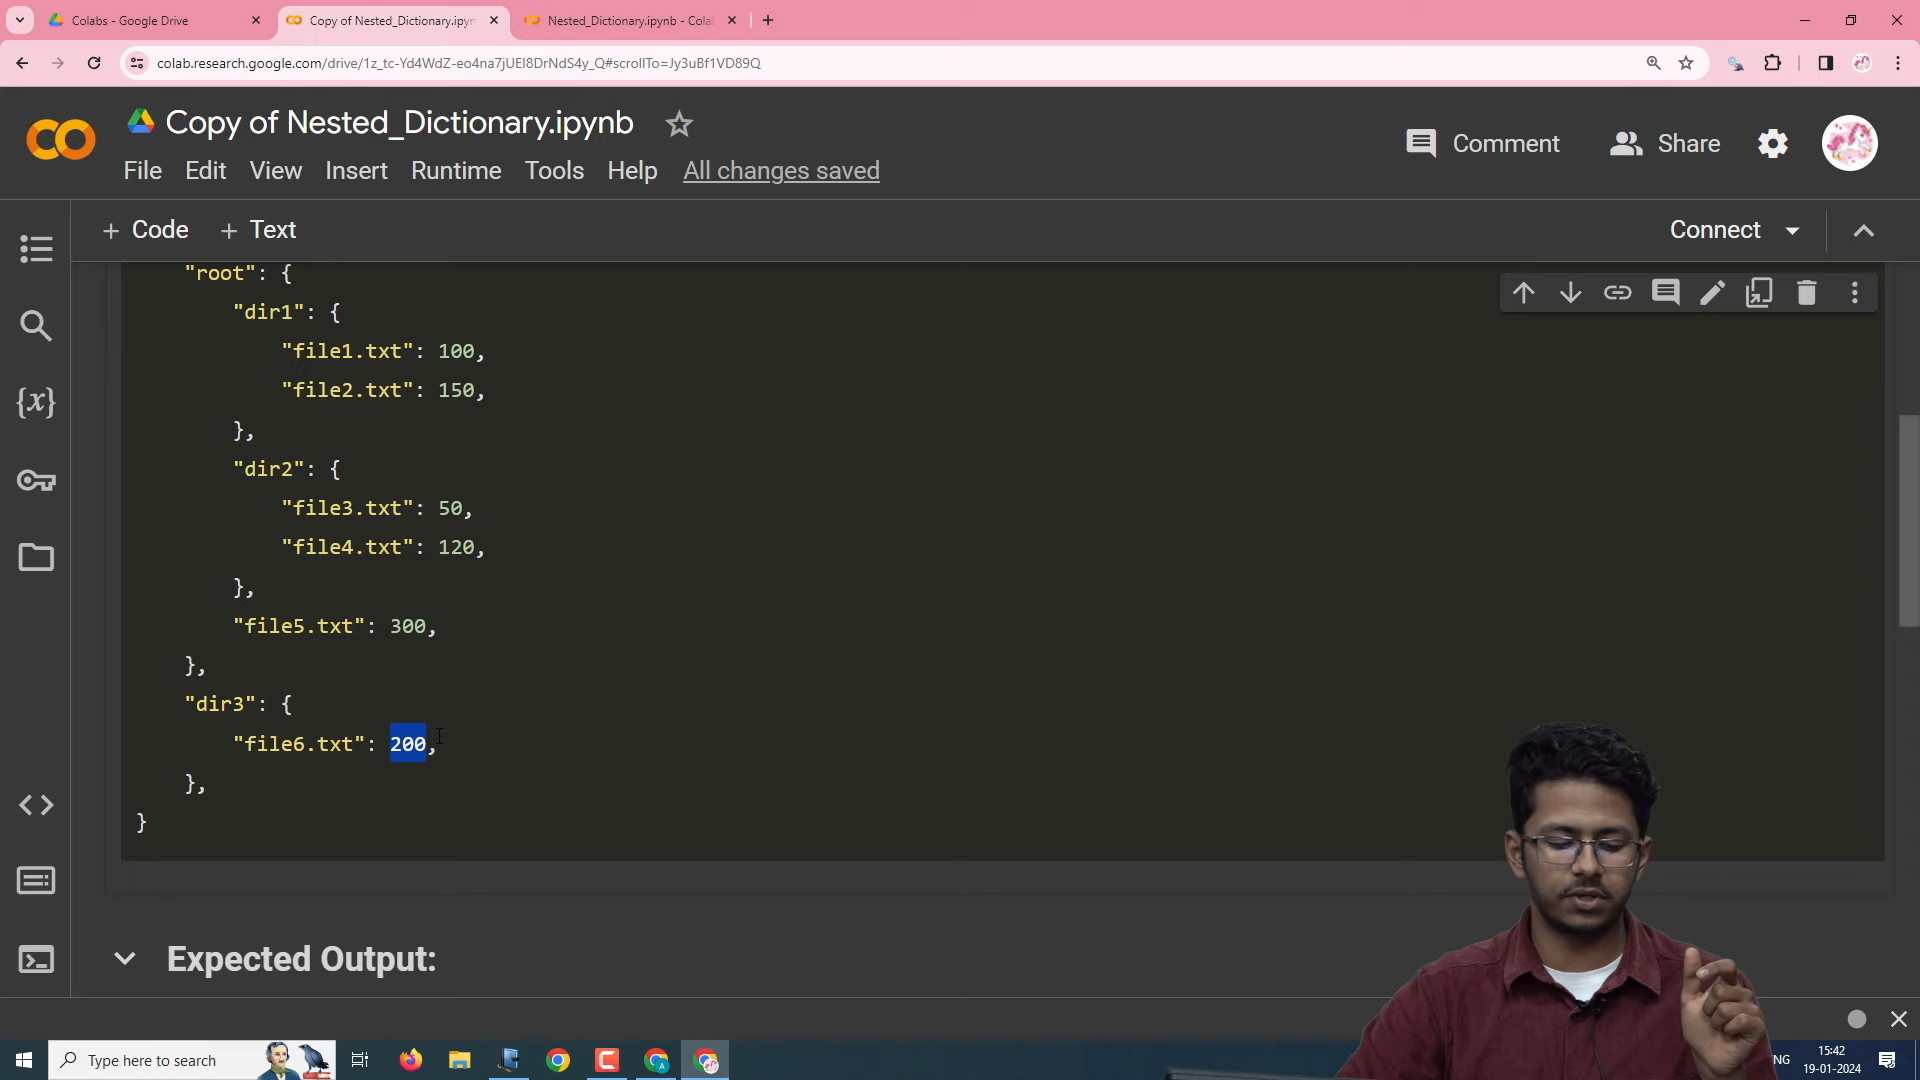 Colabs - Google Drive
Copy of Nested_Dictionary.ipyn
Nested_Dictionary.ipynb - Cola
colab.research.google.com/drive/1z_tc-Yd4WdZ-eo4na7jUEl8DrNdS4y_Q#scrollTo=Jy3uBf1VD89Q
Copy of Nested_Dictionary.ipynb
Comment
Share
File Edit View Insert Runtime Tools Help All changes saved
+ Code + Text
Connect
"root": {
"dir1": {
"file1.txt": 100,
"file2.txt": 150,
},
"dir2": {
"file3.txt": 50,
"file4.txt": 120,
},
"file5.txt": 300,
},
"dir3": {
"file6.txt": 200,
},
}
Expected Output:
Type here to search
NG
15:42
19-01-2024